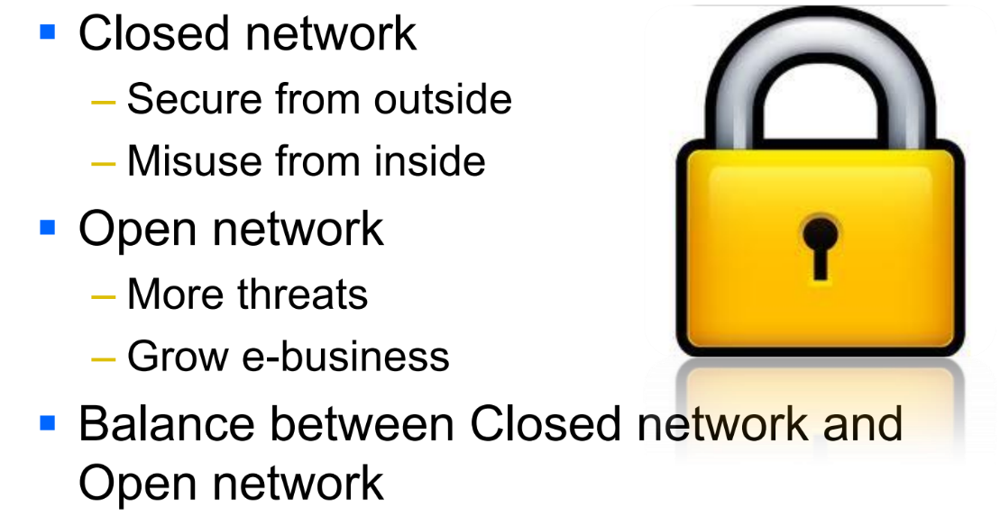 ▪ Closed network
– Secure from outside
– Misuse from inside
▪ Open network
– More threats
– Grow e-business
▪ Balance between Closed network and
Open network